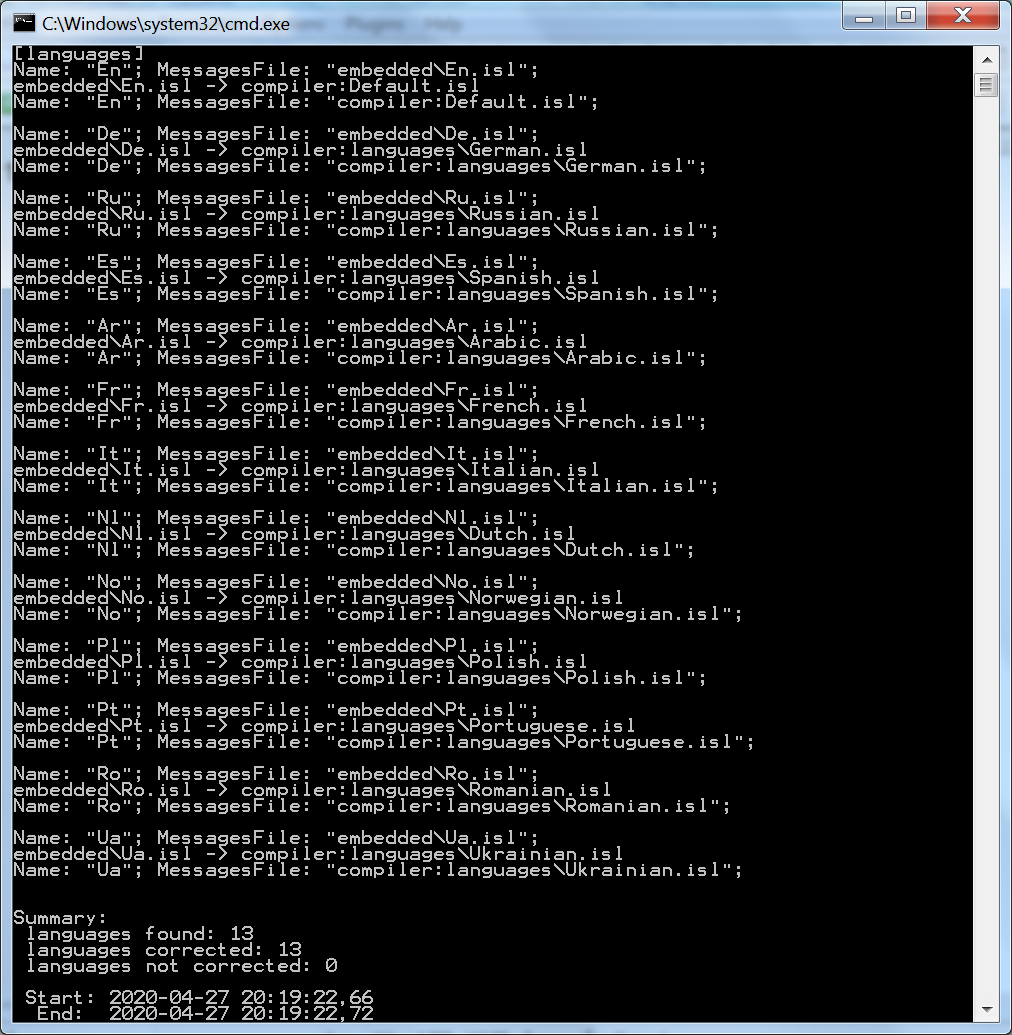 C:\Windows\system32\cmd.exe
[languages]
Name: "En"; MessagesFile: "embedded\En.isl";
embedded\En.isl -> compiler:Default.isl
Name: "En"; MessagesFile: "compiler:Default.isl";
Name: "De"; MessagesFile: "embedded\De.isl";
embedded\De.isl -> compiler:languages\German.isl
Name: "De"; MessagesFile: "compiler:languages\German.isl";
Name: "Ru"; MessagesFile: "embedded\Ru.isl";
embedded\Ru.isl -> compiler:languages\Russian.isl
Name: "Ru"; MessagesFile: "compiler:languages\Russian.isl";
Name: "Es"; MessagesFile: "embedded\Es.isl";
embedded\Es.isl -> compiler:languages\Spanish.isl
Name: "Es"; MessagesFile: "compiler:languages\Spanish.isl";
Name: "Ar"; MessagesFile: "embedded\Ar.isl";
embedded\Ar.isl -> compiler:languages\Arabic.isl
Name: "Ar"; MessagesFile: "compiler:languages\Arabic.isl";
Name: "Fr"; MessagesFile: "embedded\Fr.isl";
embedded\Fr.isl -> compiler:languages\French.isl
Name: "Fr"; MessagesFile: "compiler:languages\French.isl";
Name: "It"; MessagesFile: "embedded\It.isl";
embedded\It.isl -> compiler:languages\Italian.isl
Name: "It"; MessagesFile: "compiler:languages\Italian.isl";
Name: "Nl"; MessagesFile: "embedded\Nl.isl";
embedded\Nl.isl -> compiler:languages\Dutch.isl
Name: "Nl"; MessagesFile: "compiler:languages\Dutch.isl";
Name: "No"; MessagesFile: "embedded\No.isl";
embedded\No.isl -> compiler:languages\Norwegian.isl
Name: "No"; MessagesFile: "compiler:languages\Norwegian.isl";
Name: "Pl"; MessagesFile: "embedded\Pl.isl";
embedded\Pl.isl -> compiler:languages\Polish.isl
Name: "Pl"; MessagesFile: "compiler:languages\Polish.isl";
Name: "Pt"; MessagesFile: "embedded\Pt.isl";
embedded\Pt.isl -> compiler:languages\Portuguese.isl
Name: "Pt"; MessagesFile: "compiler:languages\Portuguese.isl";
Name: "Ro"; MessagesFile: "embedded\Ro.isl";
embedded\Ro.isl -> compiler:languages\Romanian.isl
Name: "Ro"; MessagesFile: "compiler:languages\Romanian.isl";
Name: "Ua"; MessagesFile: "embedded\Ua.isl";
embedded\Ua.isl -> compiler:languages\Ukrainian.isl
Name: "Ua"; MessagesFile: "compiler:languages\Ukrainian.isl";
Summary:
languages found: 13
languages corrected: 13
languages not corrected: 0
Start: 2020-04-27 20:19:22,66
End: 2020-04-27 20:19:22,72